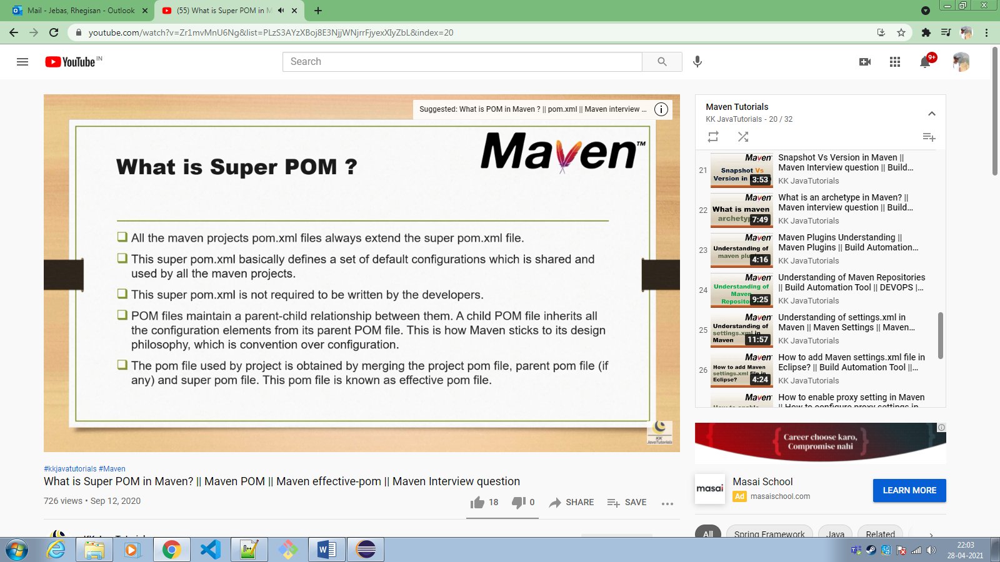 Mail - Jebas, Rhegisan - Outlook
(55) What is Super POM in M
youtube.com/watch?v=Zr1mvMnU6Ng&list=PLzS3AYzXBoj8E3NjjWNjrrFjyexXIyZbL&index=20
YouTube IN
Search
9+
Suggested: What is POM in Maven ? || pom.xml || Maven interview ...
Maven™
What is Super POM ?
All the maven projects pom.xml files always extend the super pom.xml file.
This super pom.xml basically defines a set of default configurations which is shared and
used by all the maven projects.
This super pom.xml is not required to be written by the developers.
POM files maintain a parent-child relationship between them. A child POM file inherits all
the configuration elements from its parent POM file. This is how Maven sticks to its design
philosophy, which is convention over configuration.
The pom file used by project is obtained by merging the project pom file, parent pom file (if
any) and super pom file. This pom file is known as effective pom file.
KK
JavaTutorials
#kkjavatutorials #Maven
What is Super POM in Maven? || Maven POM || Maven effective-pom || Maven Interview question
726 views • Sep 12, 2020
18
0
SHARE
SAVE
Maven Tutorials
KK JavaTutorials - 20 / 32
21
Maven
Snapshot Vs
Version in
3:53
Snapshot Vs Version in Maven ||
Maven Interview question || Build...
KK JavaTutorials
22
Maven
What is maven
archetyp
7:49
What is an archetype in Maven? ||
Maven interview question || Build...
KK JavaTutorials
23
Maven
Understanding of
maven plu
4:16
Maven Plugins Understanding ||
Maven Plugins || Build Automation...
KK JavaTutorials
24
Maven
Understanding of
Maven
Reposito
9:25
Understanding of Maven Repositories
|| Build Automation Tool || DEVOPS |...
KK JavaTutorials
25
Maven
Understanding of
settings.xml in
Maven
11:57
Understanding of settings.xml in
Maven || Maven Settings || Maven...
KK JavaTutorials
26
Maven
How to add Maven
settings.xml file in
Eclipse?
4:24
How to add Maven settings.xml file in
Eclipse? || Build Automation Tool ||...
KK JavaTutorials
Maven
How to enable
How to enable proxy setting in Maven
|| How to configure proxy settings in
Career choose karo,
Compromise nahi
masai
Masai School
Ad masaischool.com
LEARN MORE
All
Spring Framework
Java
Related
22:03
28-04-2021